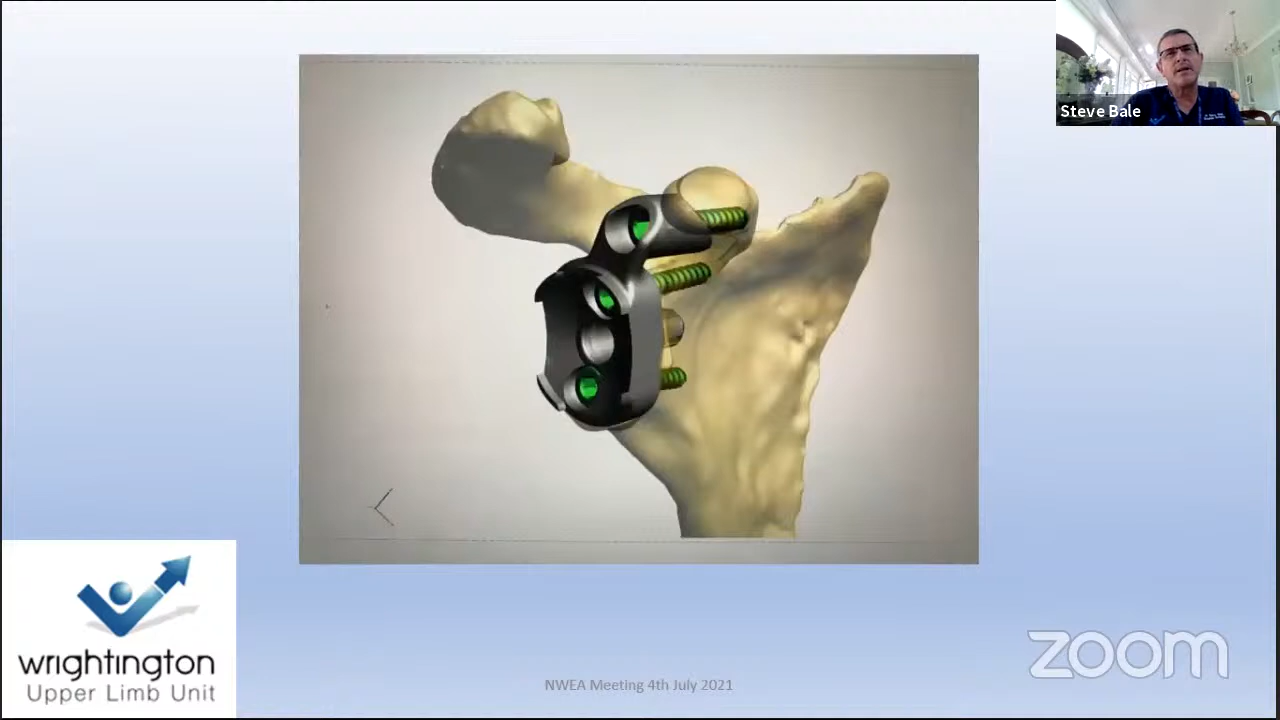 Steve Bale
wrightington
Upper Limb Unit
NWEA Meeting 4th July 2021
zoom